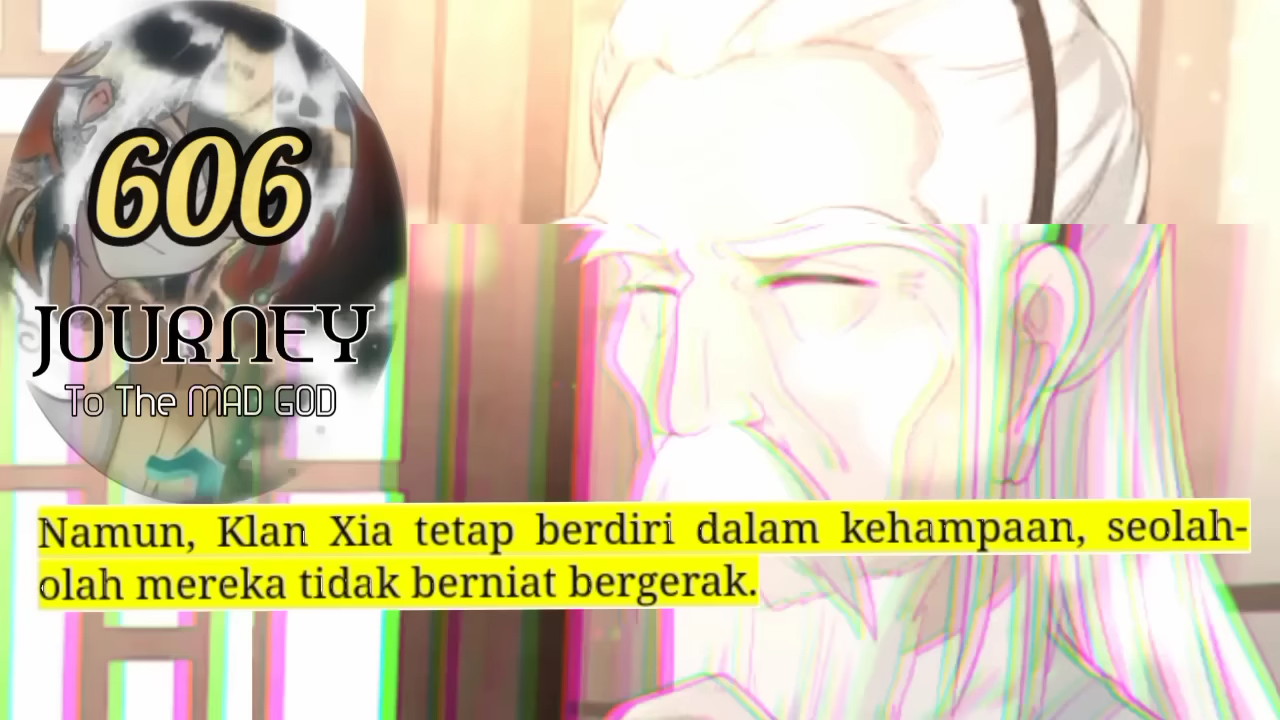 606
JOURNEY
To The MAD GOD
Namun, Klan Xia tetap berdiri dalam kehampaan, seolah-
olah mereka tidak berniat bergerak.